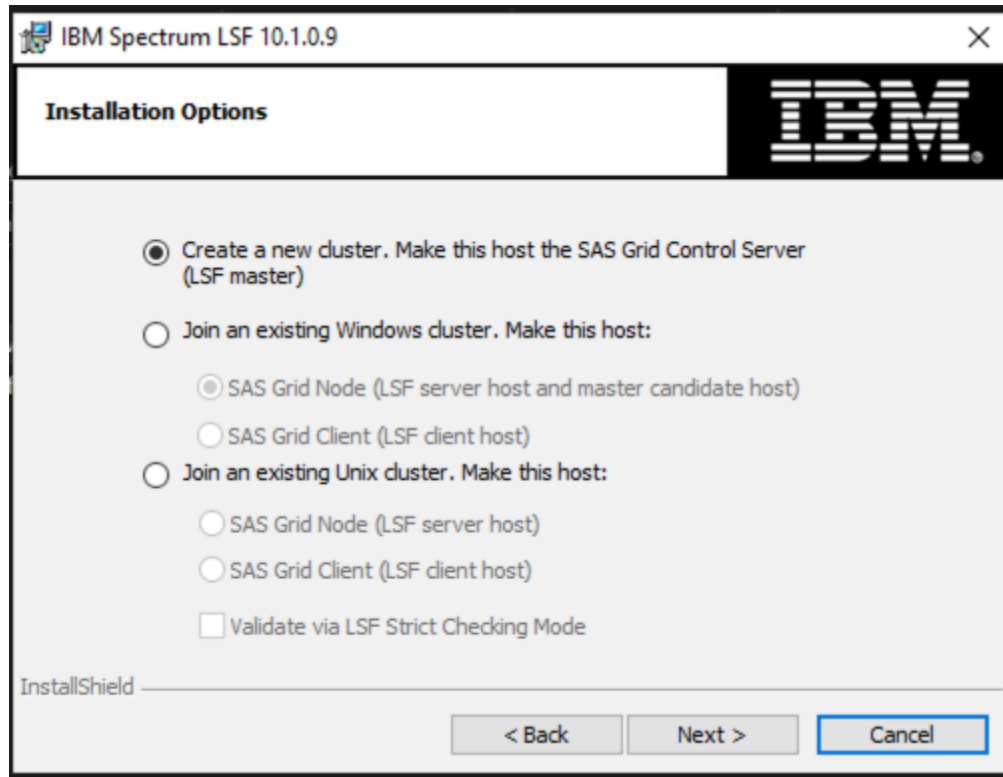 IBM Spectrum LSF 10.1.0.9
Installation Options
IBM®
Create a new cluster. Make this host the SAS Grid Control Server
(LSF master)
Join an existing Windows cluster. Make this host:
SAS Grid Node (LSF server host and master candidate host)
SAS Grid Client (LSF client host)
Join an existing Unix cluster. Make this host:
SAS Grid Node (LSF server host)
SAS Grid Client (LSF client host)
Validate via LSF Strict Checking Mode
InstallShield
< Back Next > Cancel